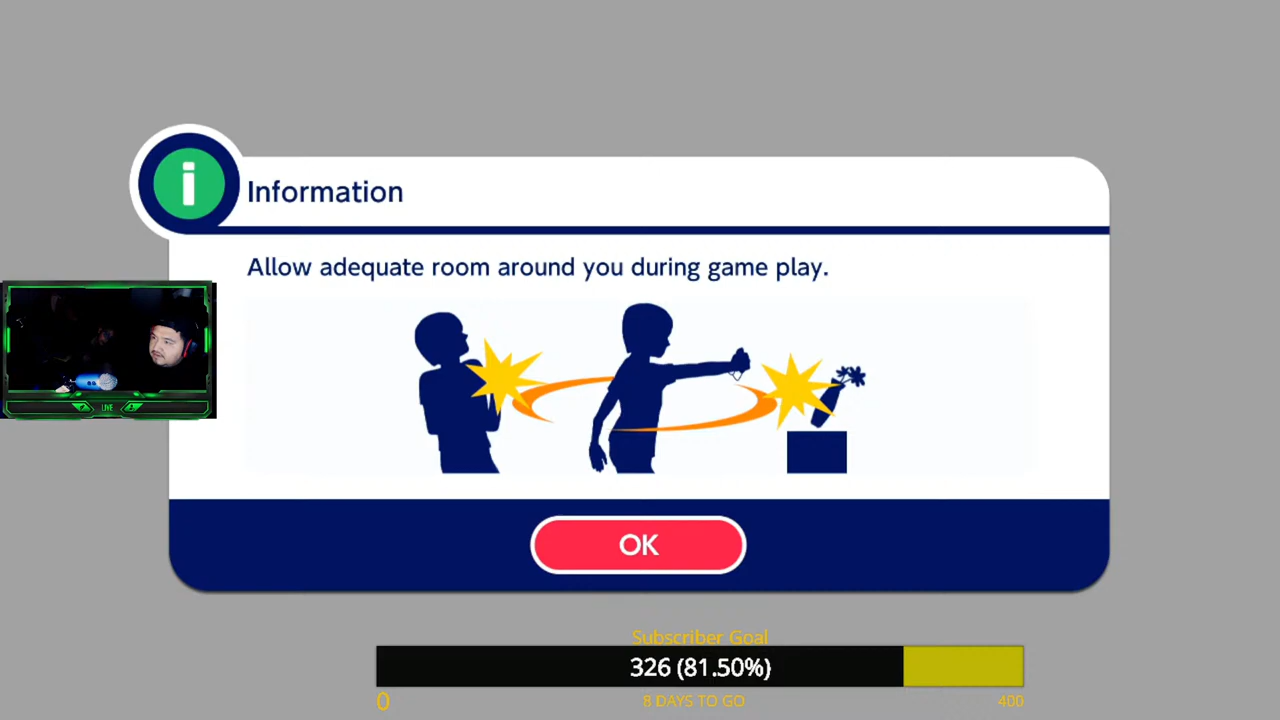 i
Information
Allow adequate room around you during game play.
LIVE
OK
Subscriber Goal
326 (81.50%)
0
8 DAYS TO GO
400